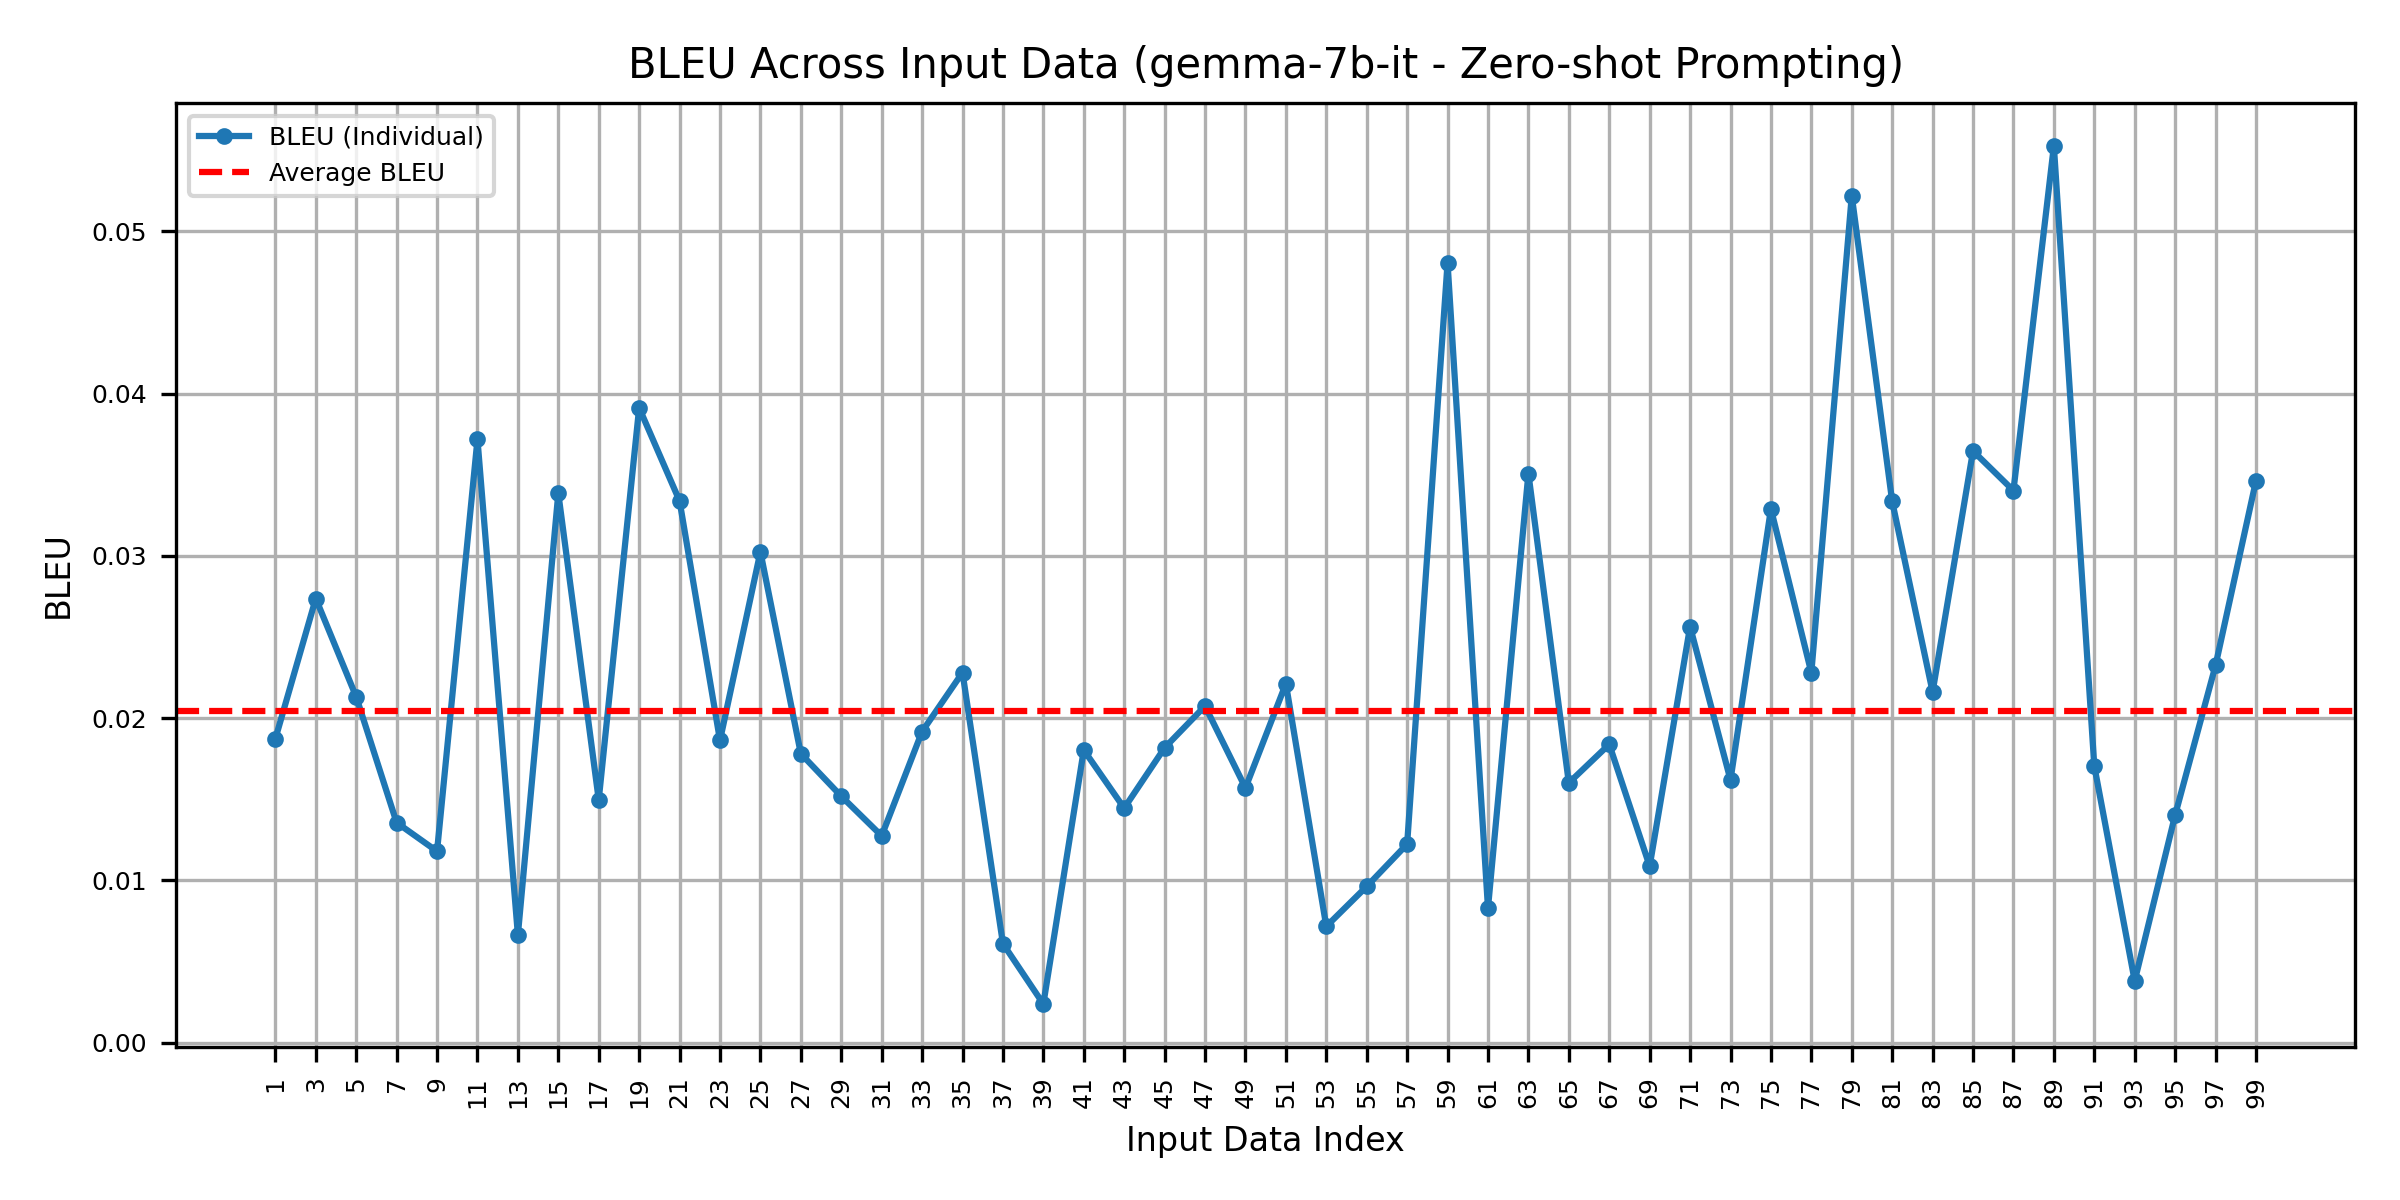 BLEU Across Input Data (gemma-7b-it - Zero-shot Prompting)
BLEU (Individual)
Average BLEU
BLEU
0.05
0.04
0.03
0.02
0.01
0.00
1 3 5 7 9 11 13 15 17 19 21 23 25 27 29 31 33 35 37 39 41 43 45 47 49 51 53 55 57 59 61 63 65 67 69 71 73 75 77 79 81 83 85 87 89 91 93 95 97 99
Input Data Index